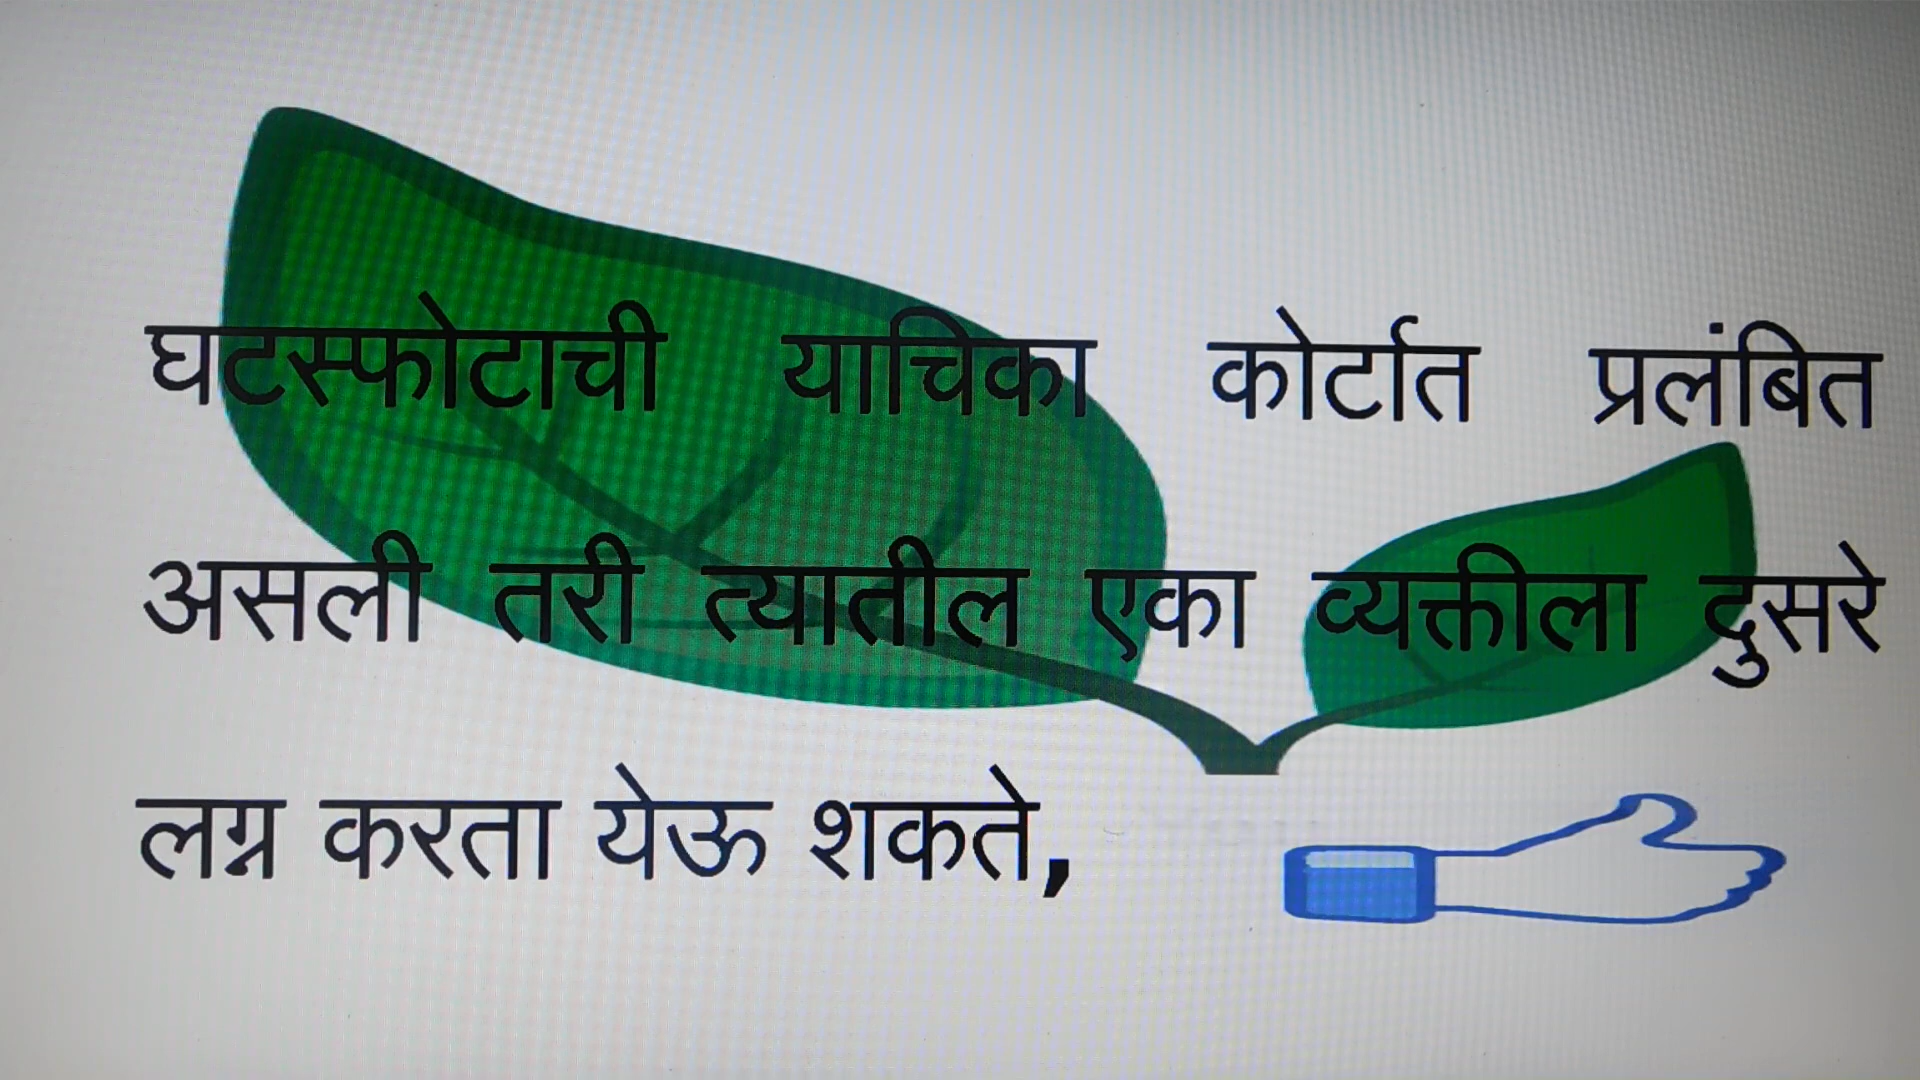 घटस्फोटाची याचिका कोर्टात प्रलंबित
असली तरी त्यातील एका व्यक्तीला दुसरे
लग्न करता येऊ शकते,